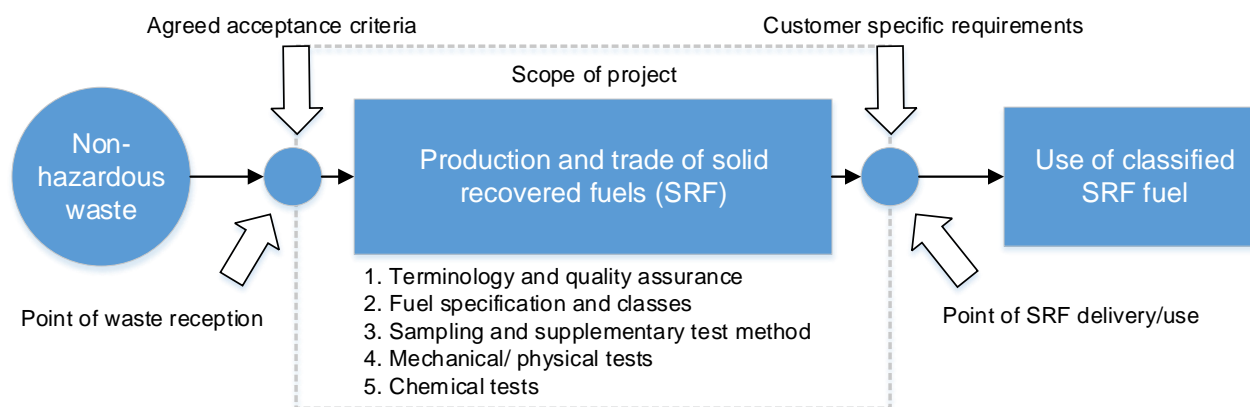 Agreed acceptance criteria
Customer specific requirements
Scope of project
Non-
hazardous
waste
Production and trade of solid
recovered fuels (SRF)
Use of classified
SRF fuel
1. Terminology and quality assurance
2. Fuel specification and classes
3. Sampling and supplementary test method
4. Mechanical/ physical tests
5. Chemical tests
Point of waste reception
Point of SRF delivery/use